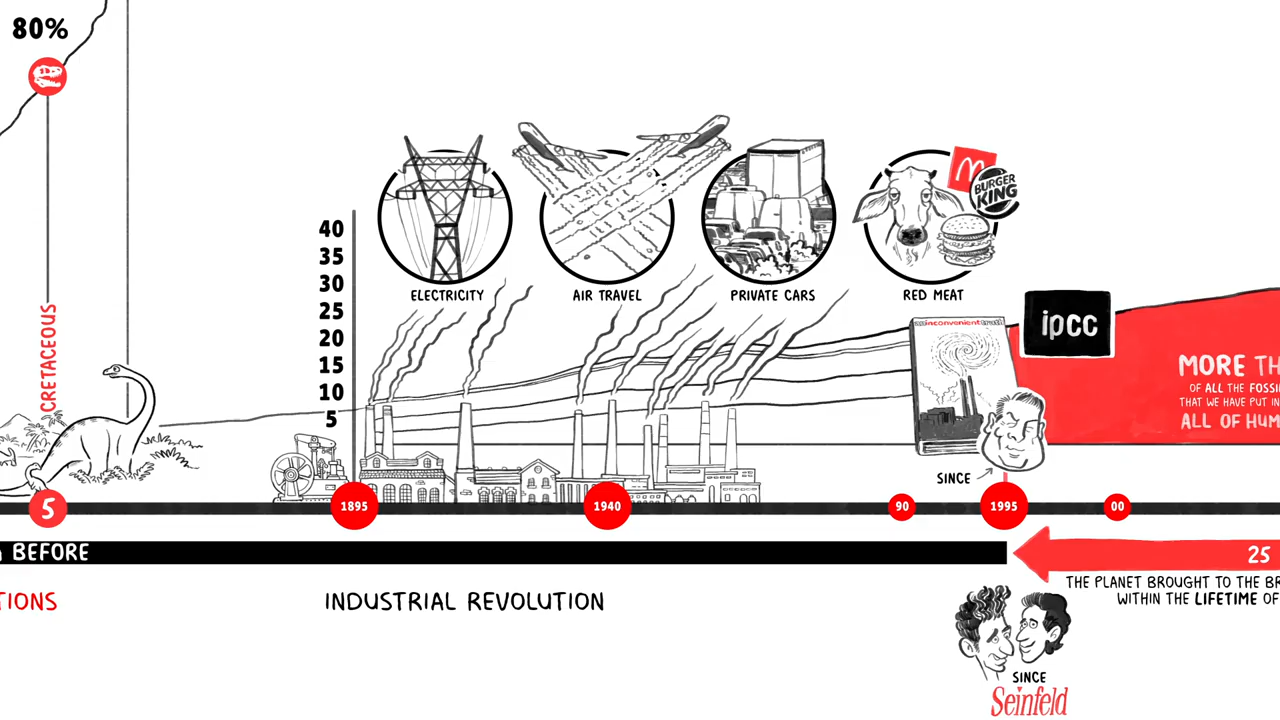 80%
CRETACEOUS
5
40
35
30
25
20
15
10
5
ELECTRICITY
AIR TRAVEL
PRIVATE CARS
RED MEAT
BURGER
KING
inconvenient truth
ipcc
MORE TH
OF ALL THE FOSSI
THAT WE HAVE PUT IN
ALL OF HUM
SINCE
1895
1940
90
1995
00
BEFORE
25
TIONS
INDUSTRIAL REVOLUTION
THE PLANET BROUGHT TO THE BR
WITHIN THE LIFETIME OF
SINCE
Seinfeld